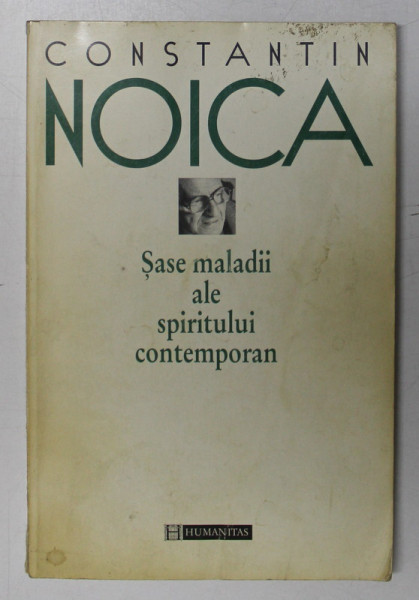 CONSTANTIN
NOICA
Șase maladii
ale
spiritului
contemporan
H HUMANITAS